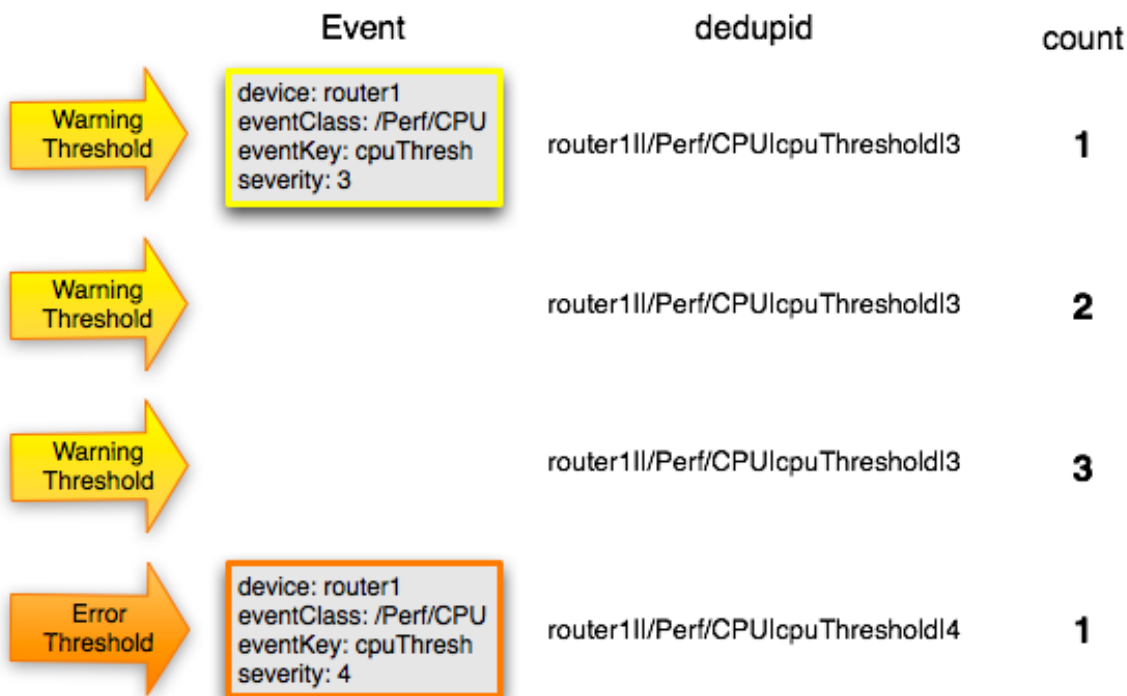 Event dedupid count
Warning
Threshold
device: router1
eventClass: /Perf/CPU
eventKey: cpuThresh
severity: 3
router1||/Perf/CPU|cpuThreshold|3
1
Warning
Threshold
router1||/Perf/CPU|cpuThreshold|3
2
Warning
Threshold
router1||/Perf/CPU|cpuThreshold|3
3
Error
Threshold
device: router1
eventClass: /Perf/CPU
eventKey: cpuThresh
severity: 4
router1||/Perf/CPU|cpuThreshold|4
1